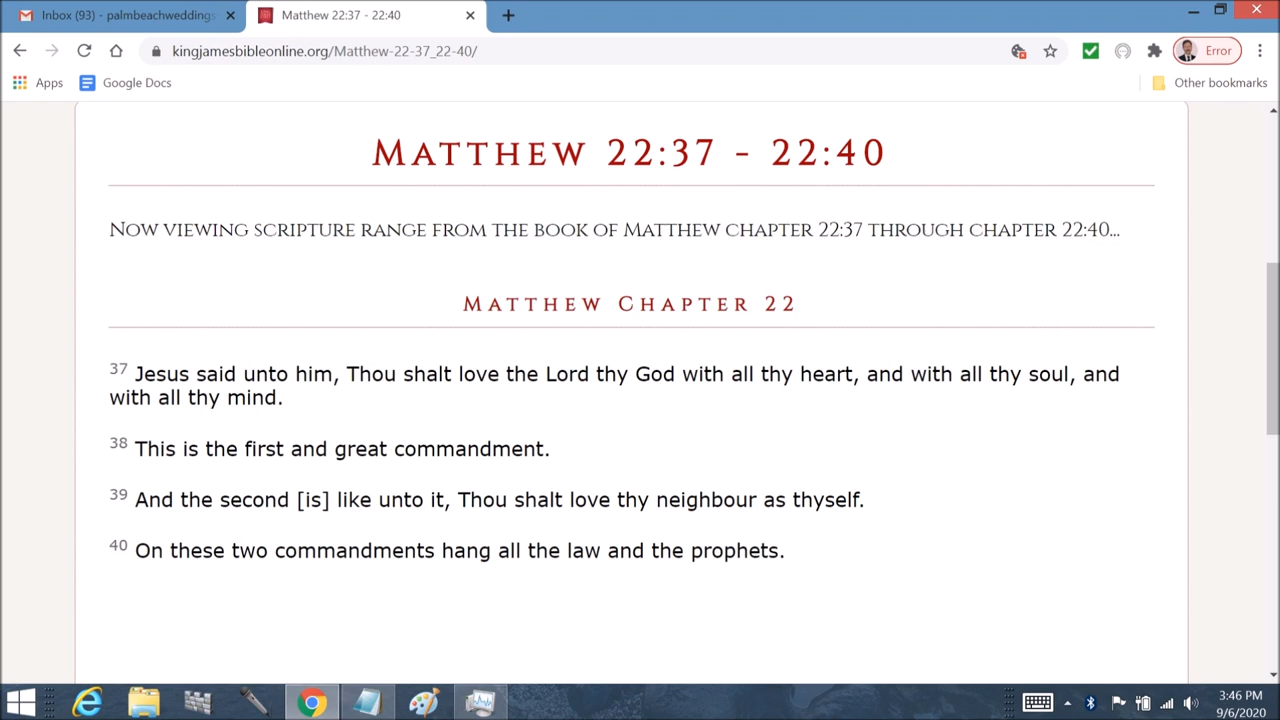 Inbox (93) - palmbeachweddings
Matthew 22:37 - 22:40
kingjamesbibleonline.org/Matthew-22-37_22-40/
Error
Apps
Google Docs
Other bookmarks
Matthew 22:37 - 22:40
Now viewing scripture range from the book of Matthew chapter 22:37 through chapter 22:40...
Matthew Chapter 22
37 Jesus said unto him, Thou shalt love the Lord thy God with all thy heart, and with all thy soul, and
with all thy mind.
38 This is the first and great commandment.
39 And the second [is] like unto it, Thou shalt love thy neighbour as thyself.
40 On these two commandments hang all the law and the prophets.
3:46 PM
9/6/2020